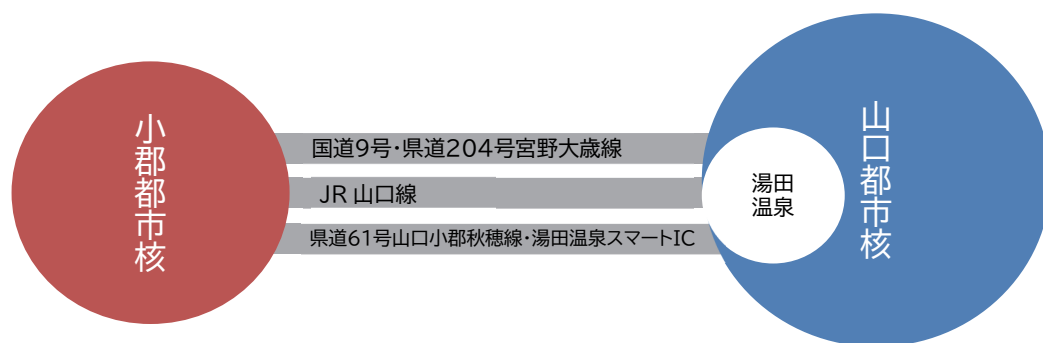 小郡都市核
国道9号・県道204号宮野大歳線
JR 山口線
県道61号山口小郡秋穂線・湯田温泉スマートIC
湯田
温泉
山口都市核